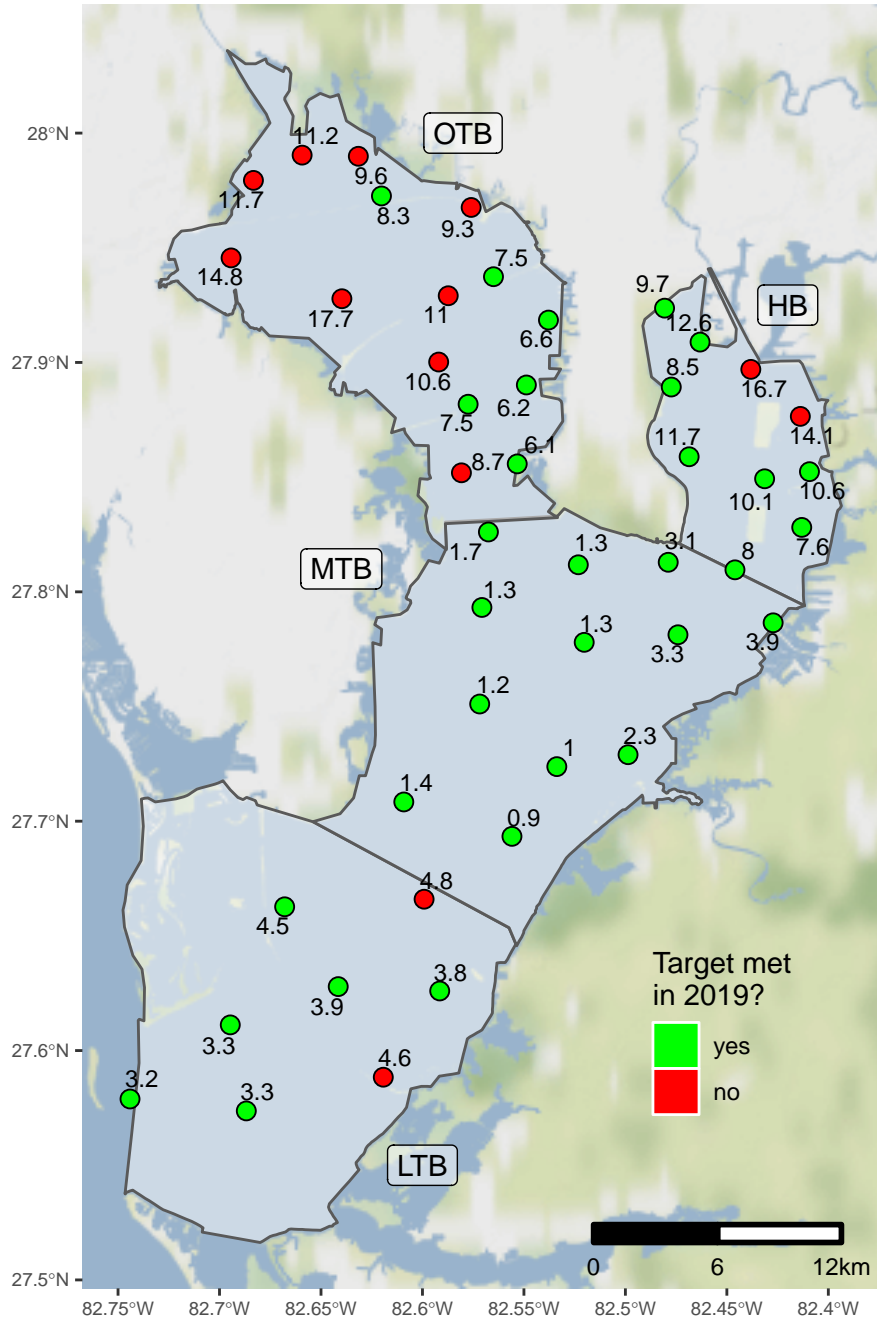 28°N
27.9°N
27.8°N
27.7°N
27.6°N
27.5°N
OTB
11.2
9.6
11.7
8.3
9.3
14.8
7.5
17.7
11
6.6
10.6
6.2
7.5
6.1
8.7
HB
9.7
12.6
8.5
16.7
14.1
11.7
10.1
10.6
7.6
8
MTB
1.7
1.3
3.1
1.3
1.3
3.3
3.9
1.2
1
2.3
1.4
0.9
4.8
4.5
3.8
3.9
3.3
4.6
3.2
3.3
LTB
Target met
in 2019?
yes
no
0 6 12km
82.75°W 82.7°W 82.65°W 82.6°W 82.55°W 82.5°W 82.45°W 82.4°W